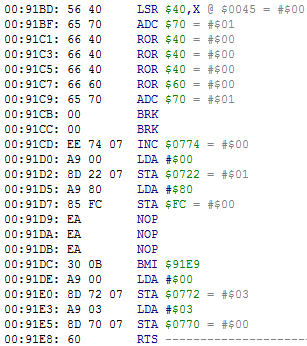 00:91BD: 56 40 LSR $40,X @ $0045 = #$00
00:91BF: 65 70 ADC $70 = #$01
00:91C1: 66 40 ROR $40 = #$00
00:91C3: 66 40 ROR $40 = #$00
00:91C5: 66 40 ROR $40 = #$00
00:91C7: 66 60 ROR $60 = #$00
00:91C9: 65 70 ADC $70 = #$01
00:91CB: 00 BRK
00:91CC: 00 BRK
00:91CD: EE 74 07 INC $0774 = #$00
00:91D0: A9 00 LDA #$00
00:91D2: 8D 22 07 STA $0722 = #$01
00:91D5: A9 80 LDA #$80
00:91D7: 85 FC STA $FC = #$00
00:91D9: EA NOP
00:91DA: EA NOP
00:91DB: EA NOP
00:91DC: 30 0B BMI $91E9
00:91DE: A9 00 LDA #$00
00:91E0: 8D 72 07 STA $0772 = #$03
00:91E3: A9 03 LDA #$03
00:91E5: 8D 70 07 STA $0770 = #$00
00:91E8: 60 RTS --------------------